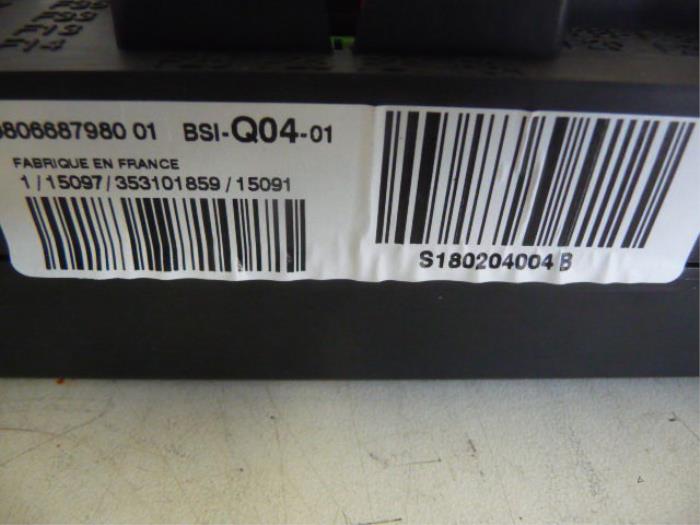 9806687980 01 BSI-Q04-01
FABRIQUE EN FRANCE
1/15097/353101859/15091
S180204004 B